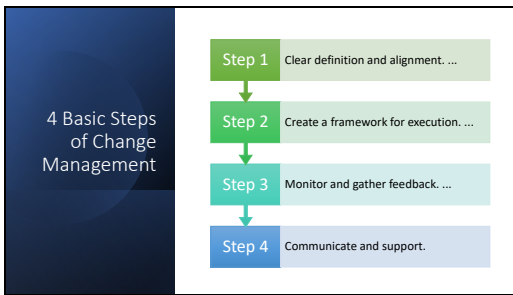 4 Basic Steps
of Change
Management
Step 1
Clear definition and alignment. ...
Step 2
Create a framework for execution. ...
Step 3
Monitor and gather feedback. ...
Step 4
Communicate and support.